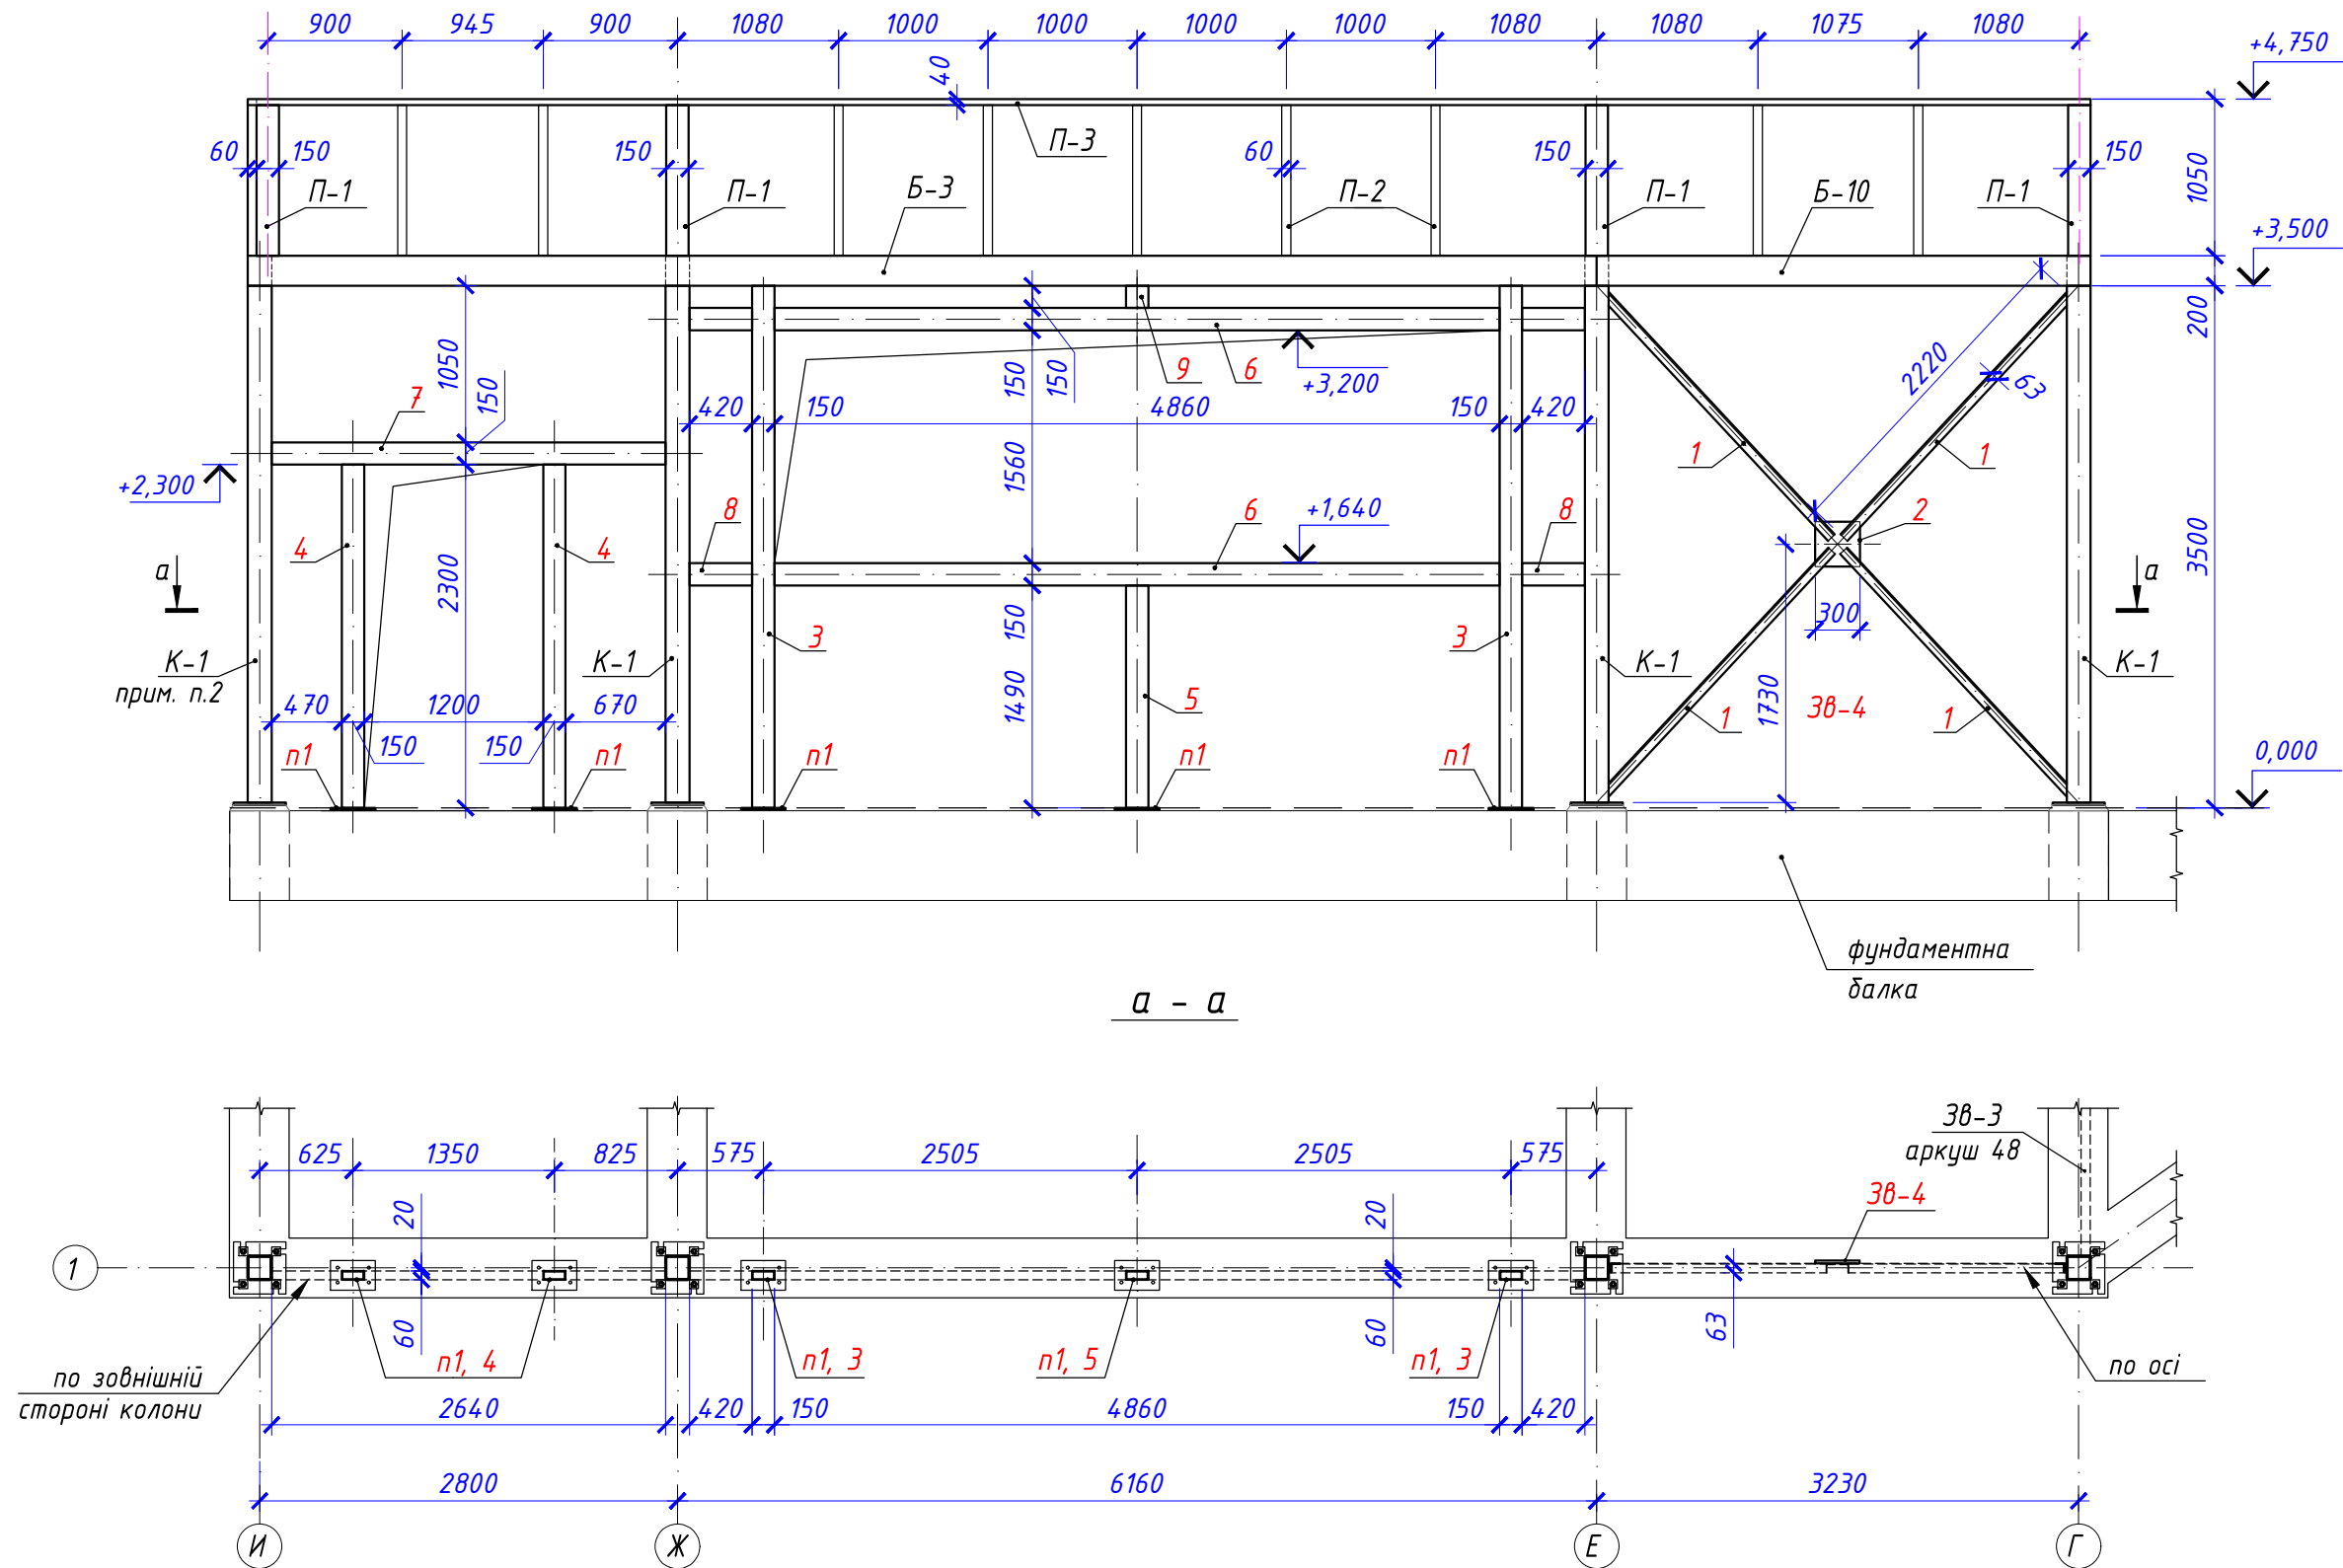 900 945 900 1080 1000 1000 1000 1000 1080 1080 1075 1080
+4,750
40
П-3
60 150 150 60 150 150
1050
П-1 П-1 Б-3 П-2 П-1 Б-10 П-1
+3,500
200
1050 150 7
150 150 9 6 +3,200
2220 63
420 150 4860 150 420
+2,300
1560
1 1
8 6 +1,640 8 2
4 4
2300
3500
а а
300
К-1
прим. п.2
К-1 3 3 К-1 К-1
150
1490 5
1730 Зв-4
470 1200 670
150 150
1 1
п1 п1 п1 п1 п1
0,000
фундаментна
балка
а - а
Зв-3
аркуш 48
625 1350 825 575 2505 2505 575
Зв-4
20 20
1
60 60 63
п1, 4 п1, 3 п1, 5 п1, 3
по зовнішній
стороні колони
по осі
2640 420 150 4860 150 420
2800 6160 3230
И Ж Е Г